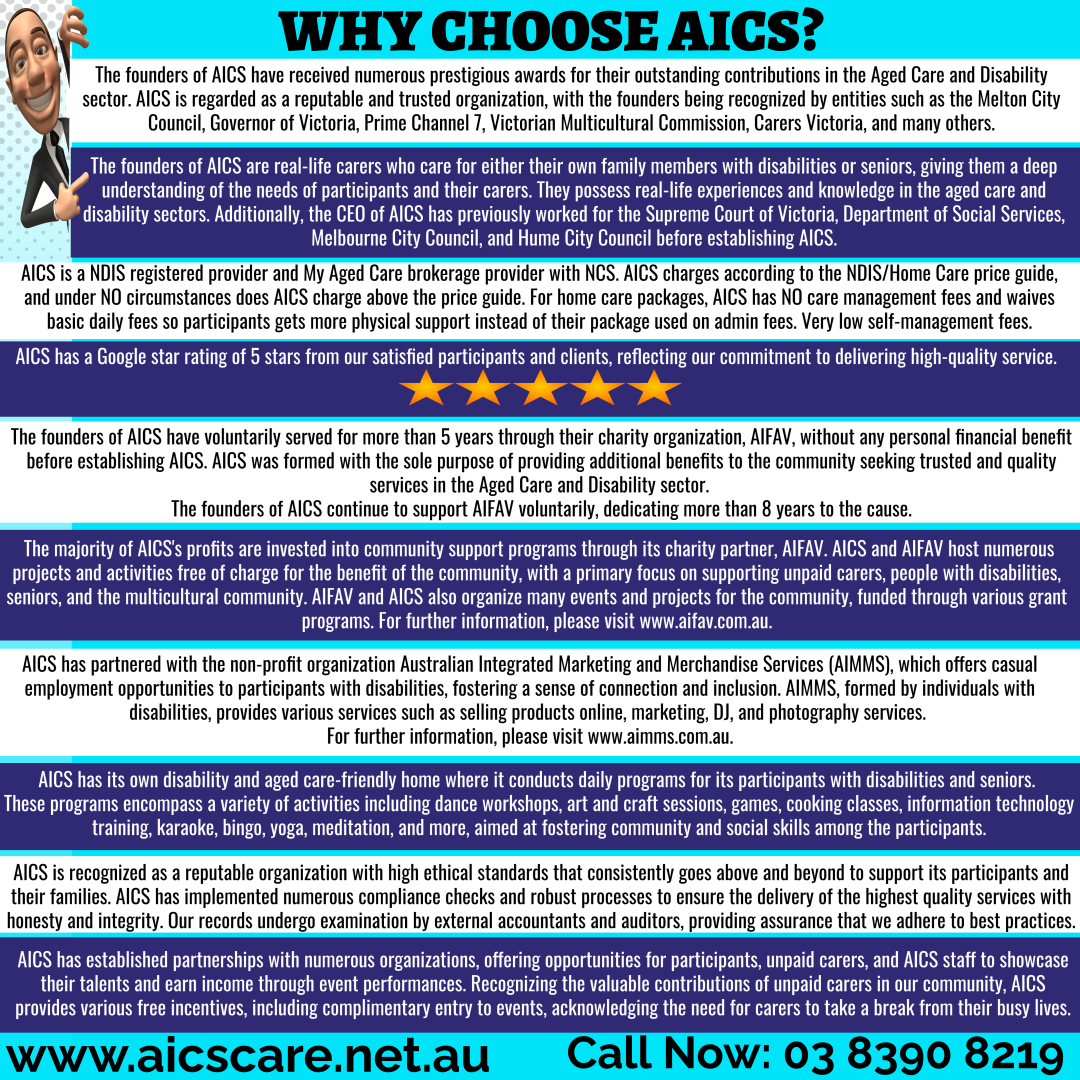 WHY CHOOSE AICS?
The founders of AICS have received numerous prestigious awards for their outstanding contributions in the Aged Care and Disability
sector. AICS is regarded as a reputable and trusted organization, with the founders being recognized by entities such as the Melton City
Council, Governor of Victoria, Prime Channel 7, Victorian Multicultural Commission, Carers Victoria, and many others.
The founders of AICS are real-life carers who care for either their own family members with disabilities or seniors, giving them a deep
understanding of the needs of participants and their carers. They possess real-life experiences and knowledge in the aged care and
disability sectors. Additionally, the CEO of AICS has previously worked for the Supreme Court of Victoria, Department of Social Services,
Melbourne City Council, and Hume City Council before establishing AICS.
AICS is a NDIS registered provider and My Aged Care brokerage provider with NCS. AICS charges according to the NDIS/Home Care price guide,
and under NO circumstances does AICS charge above the price guide. For home care packages, AICS has NO care management fees and waives
basic daily fees so participants gets more physical support instead of their package used on admin fees. Very low self-management fees.
AICS has a Google star rating of 5 stars from our satisfied participants and clients, reflecting our commitment to delivering high-quality service.
The founders of AICS have voluntarily served for more than 5 years through their charity organization, AIFAV, without any personal financial benefit
before establishing AICS. AICS was formed with the sole purpose of providing additional benefits to the community seeking trusted and quality
services in the Aged Care and Disability sector.
The founders of AICS continue to support AIFAV voluntarily, dedicating more than 8 years to the cause.
The majority of AICS's profits are invested into community support programs through its charity partner, AIFAV. AICS and AIFAV host numerous
projects and activities free of charge for the benefit of the community, with a primary focus on supporting unpaid carers, people with disabilities,
seniors, and the multicultural community. AIFAV and AICS also organize many events and projects for the community, funded through various grant
programs. For further information, please visit www.aifav.com.au.
AICS has partnered with the non-profit organization Australian Integrated Marketing and Merchandise Services (AIMMS), which offers casual
employment opportunities to participants with disabilities, fostering a sense of connection and inclusion. AIMMS, formed by individuals with
disabilities, provides various services such as selling products online, marketing, DJ, and photography services.
For further information, please visit www.aimms.com.au.
AICS has its own disability and aged care-friendly home where it conducts daily programs for its participants with disabilities and seniors.
These programs encompass a variety of activities including dance workshops, art and craft sessions, games, cooking classes, information technology
training, karaoke, bingo, yoga, meditation, and more, aimed at fostering community and social skills among the participants.
AICS is recognized as a reputable organization with high ethical standards that consistently goes above and beyond to support its participants and
their families. AICS has implemented numerous compliance checks and robust processes to ensure the delivery of the highest quality services with
honesty and integrity. Our records undergo examination by external accountants and auditors, providing assurance that we adhere to best practices.
AICS has established partnerships with numerous organizations, offering opportunities for participants, unpaid carers, and AICS staff to showcase
their talents and earn income through event performances. Recognizing the valuable contributions of unpaid carers in our community, AICS
provides various free incentives, including complimentary entry to events, acknowledging the need for carers to take a break from their busy lives.
www.aicscare.net.au
Call Now: 03 8390 8219